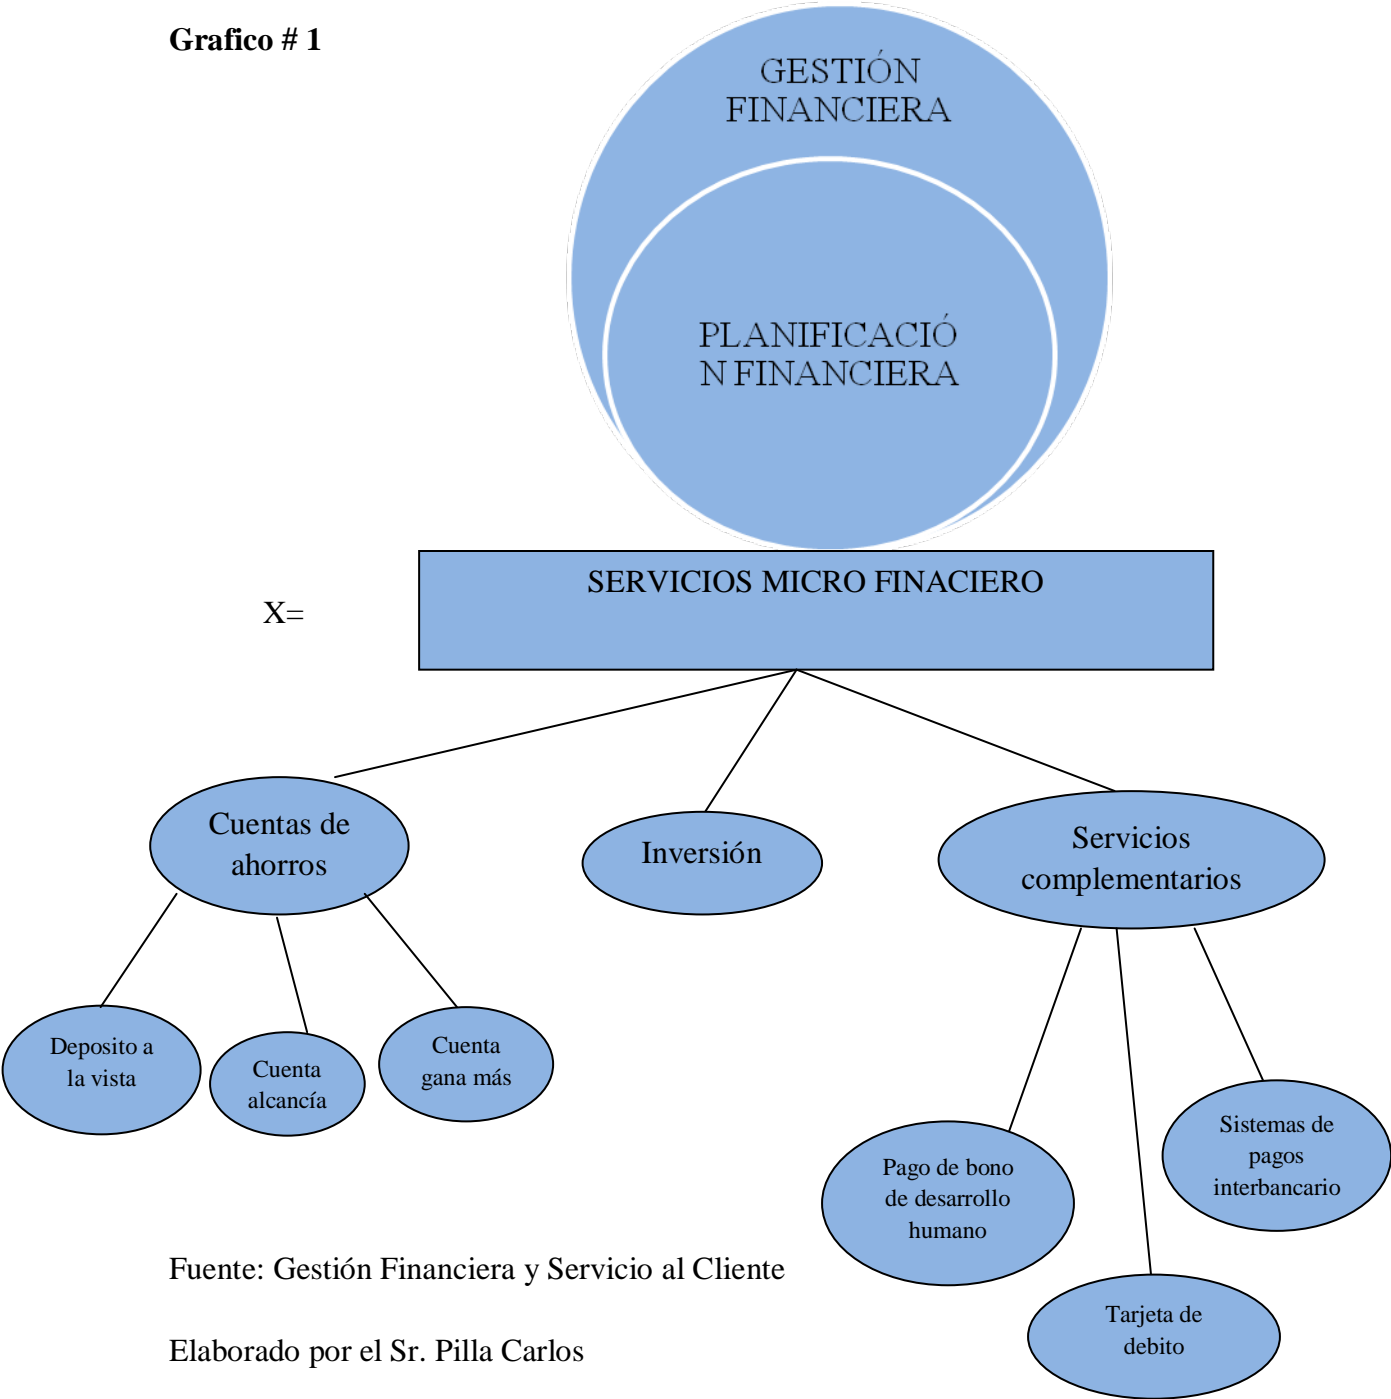 Grafico # 1
GESTIÓN
FINANCIERA
PLANIFICACIÓ
N FINANCIERA
SERVICIOS MICRO FINACIERO
X=
Cuentas de
ahorros
Inversión
Servicios
complementarios
Deposito a
la vista
Cuenta
alcancía
Cuenta
gana más
Pago de bono
de desarrollo
humano
Tarjeta de
debito
Sistemas de
pagos
interbancario
Fuente: Gestión Financiera y Servicio al Cliente
Elaborado por el Sr. Pilla Carlos